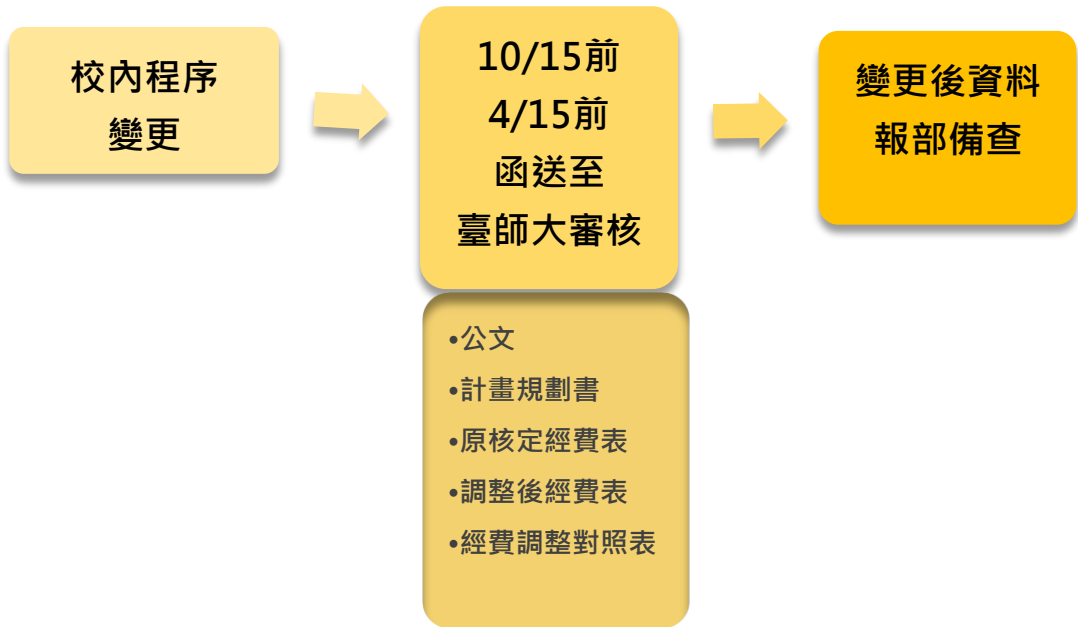 校內程序
變更
10/15前
4/15前
函送至
臺師大審核
變更後資料
報部備查
•公文
•計畫規劃書
•原核定經費表
•調整後經費表
•經費調整對照表